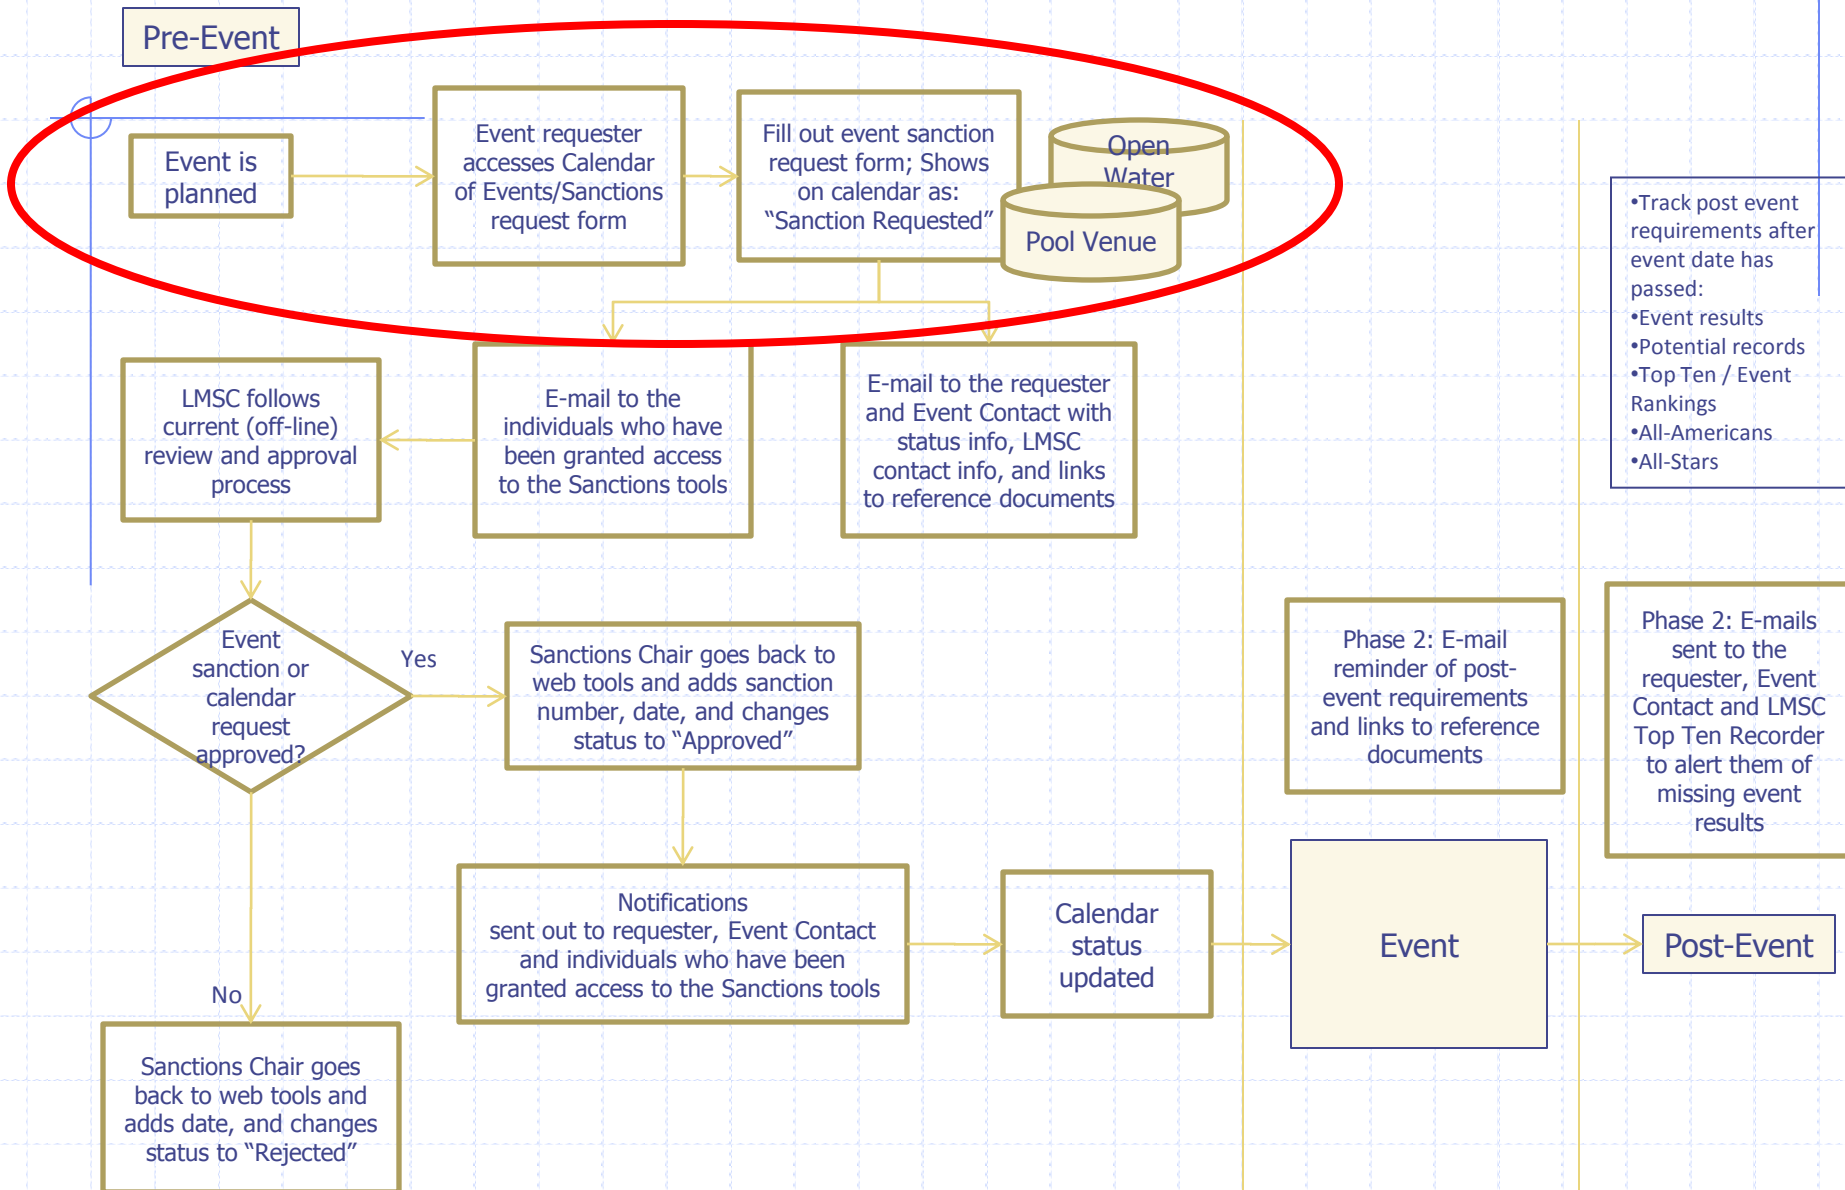 Pre-Event
Event is
planned
Event requester
accesses Calendar
of Events/Sanctions
request form
Fill out event sanction
request form; Shows
on calendar as:
“Sanction Requested”
Open
Water
Pool Venue
•Track post event
requirements after
event date has
passed:
•Event results
•Potential records
•Top Ten / Event
Rankings
•All-Americans
•All-Stars
LMSC follows
current (off-line)
review and approval
process
E-mail to the
individuals who have
been granted access
to the Sanctions tools
E-mail to the requester
and Event Contact with
status info, LMSC
contact info, and links
to reference documents
Event
sanction or
calendar
request
approved?
Yes
Sanctions Chair goes back to
web tools and adds sanction
number, date, and changes
status to “Approved”
Phase 2: E-mail
reminder of post-
event requirements
and links to reference
documents
Phase 2: E-mails
sent to the
requester, Event
Contact and LMSC
Top Ten Recorder
to alert them of
missing event
results
Notifications
sent out to requester, Event Contact
and individuals who have been
granted access to the Sanctions tools
Calendar
status
updated
Event
Post-Event
No
Sanctions Chair goes
back to web tools and
adds date, and changes
status to “Rejected”